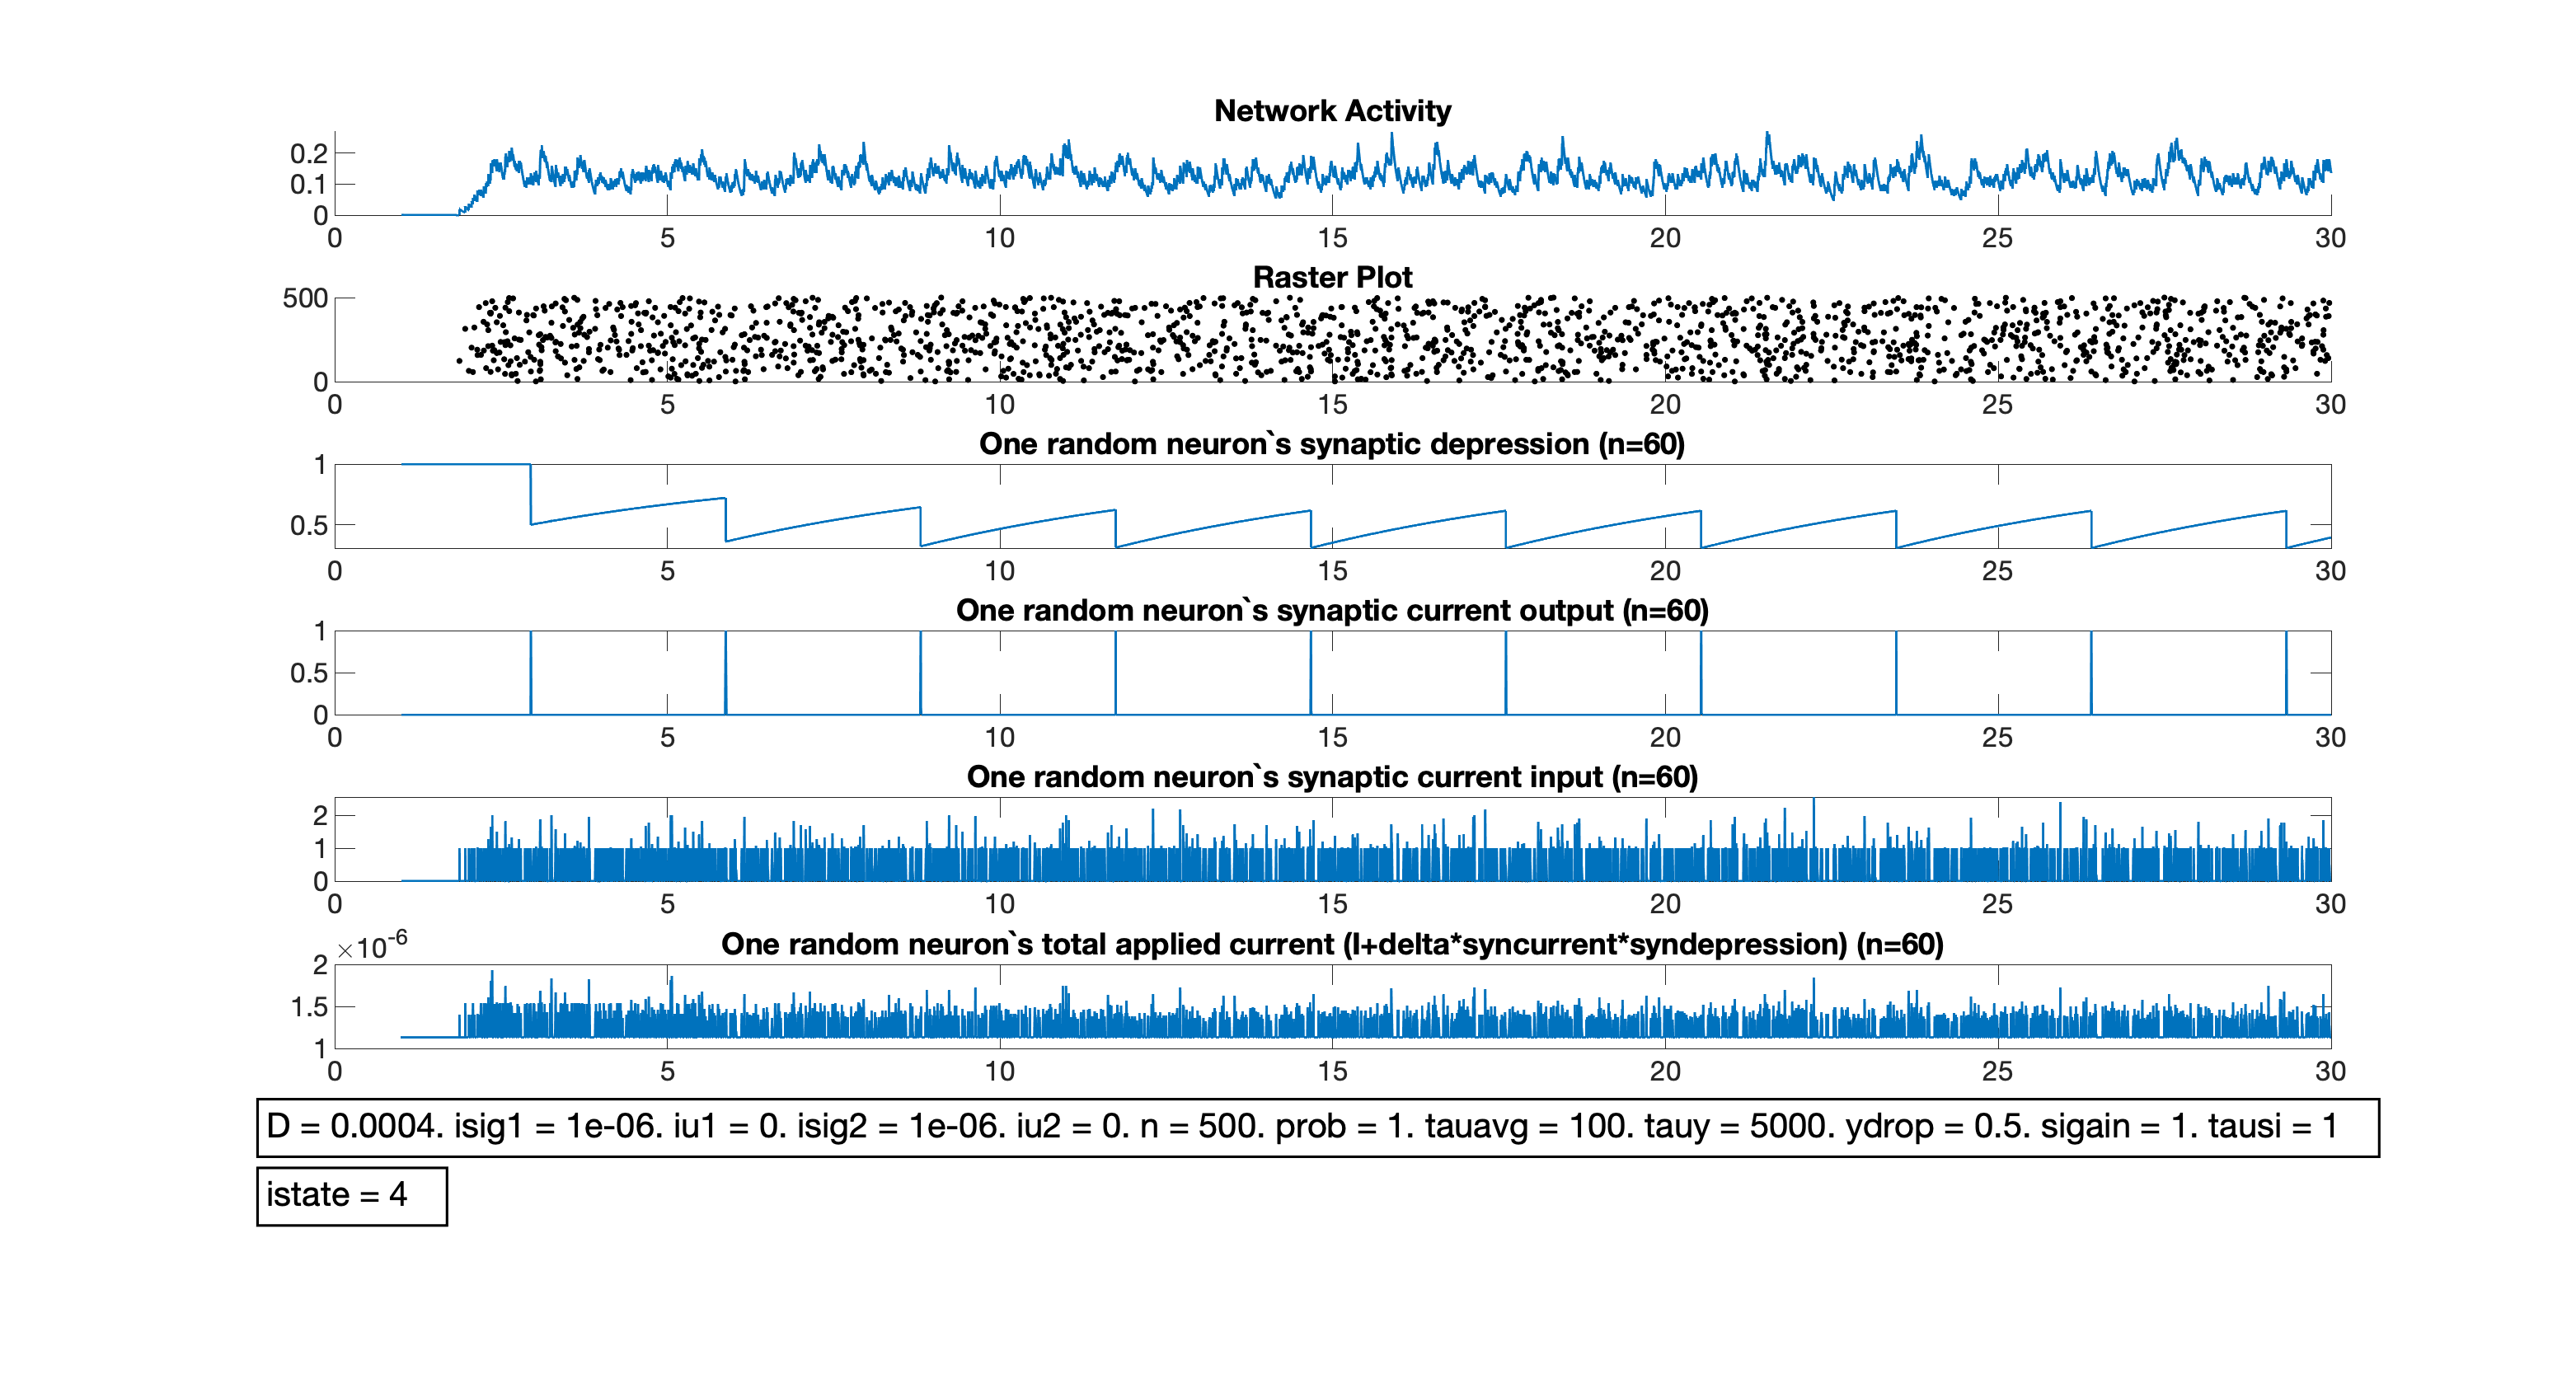 Network Activity
0.2
0.1
0
0 5 10 15 20 25 30
Raster Plot
500
0
0 5 10 15 20 25 30
One random neuron`s synaptic depression (n=60)
1
0.5
0 5 10 15 20 25 30
One random neuron`s synaptic current output (n=60)
1
0.5
0
0 5 10 15 20 25 30
One random neuron`s synaptic current input (n=60)
2
1
0
0 5 10 15 20 25 30
One random neuron`s total applied current (I+delta*syncurrent*syndepression) (n=60)
×10⁻⁶
2
1.5
1
0 5 10 15 20 25 30
D = 0.0004. isig1 = 1e-06. iu1 = 0. isig2 = 1e-06. iu2 = 0. n = 500. prob = 1. tauavg = 100. tauy = 5000. ydrop = 0.5. sigain = 1. tausi = 1
istate = 4